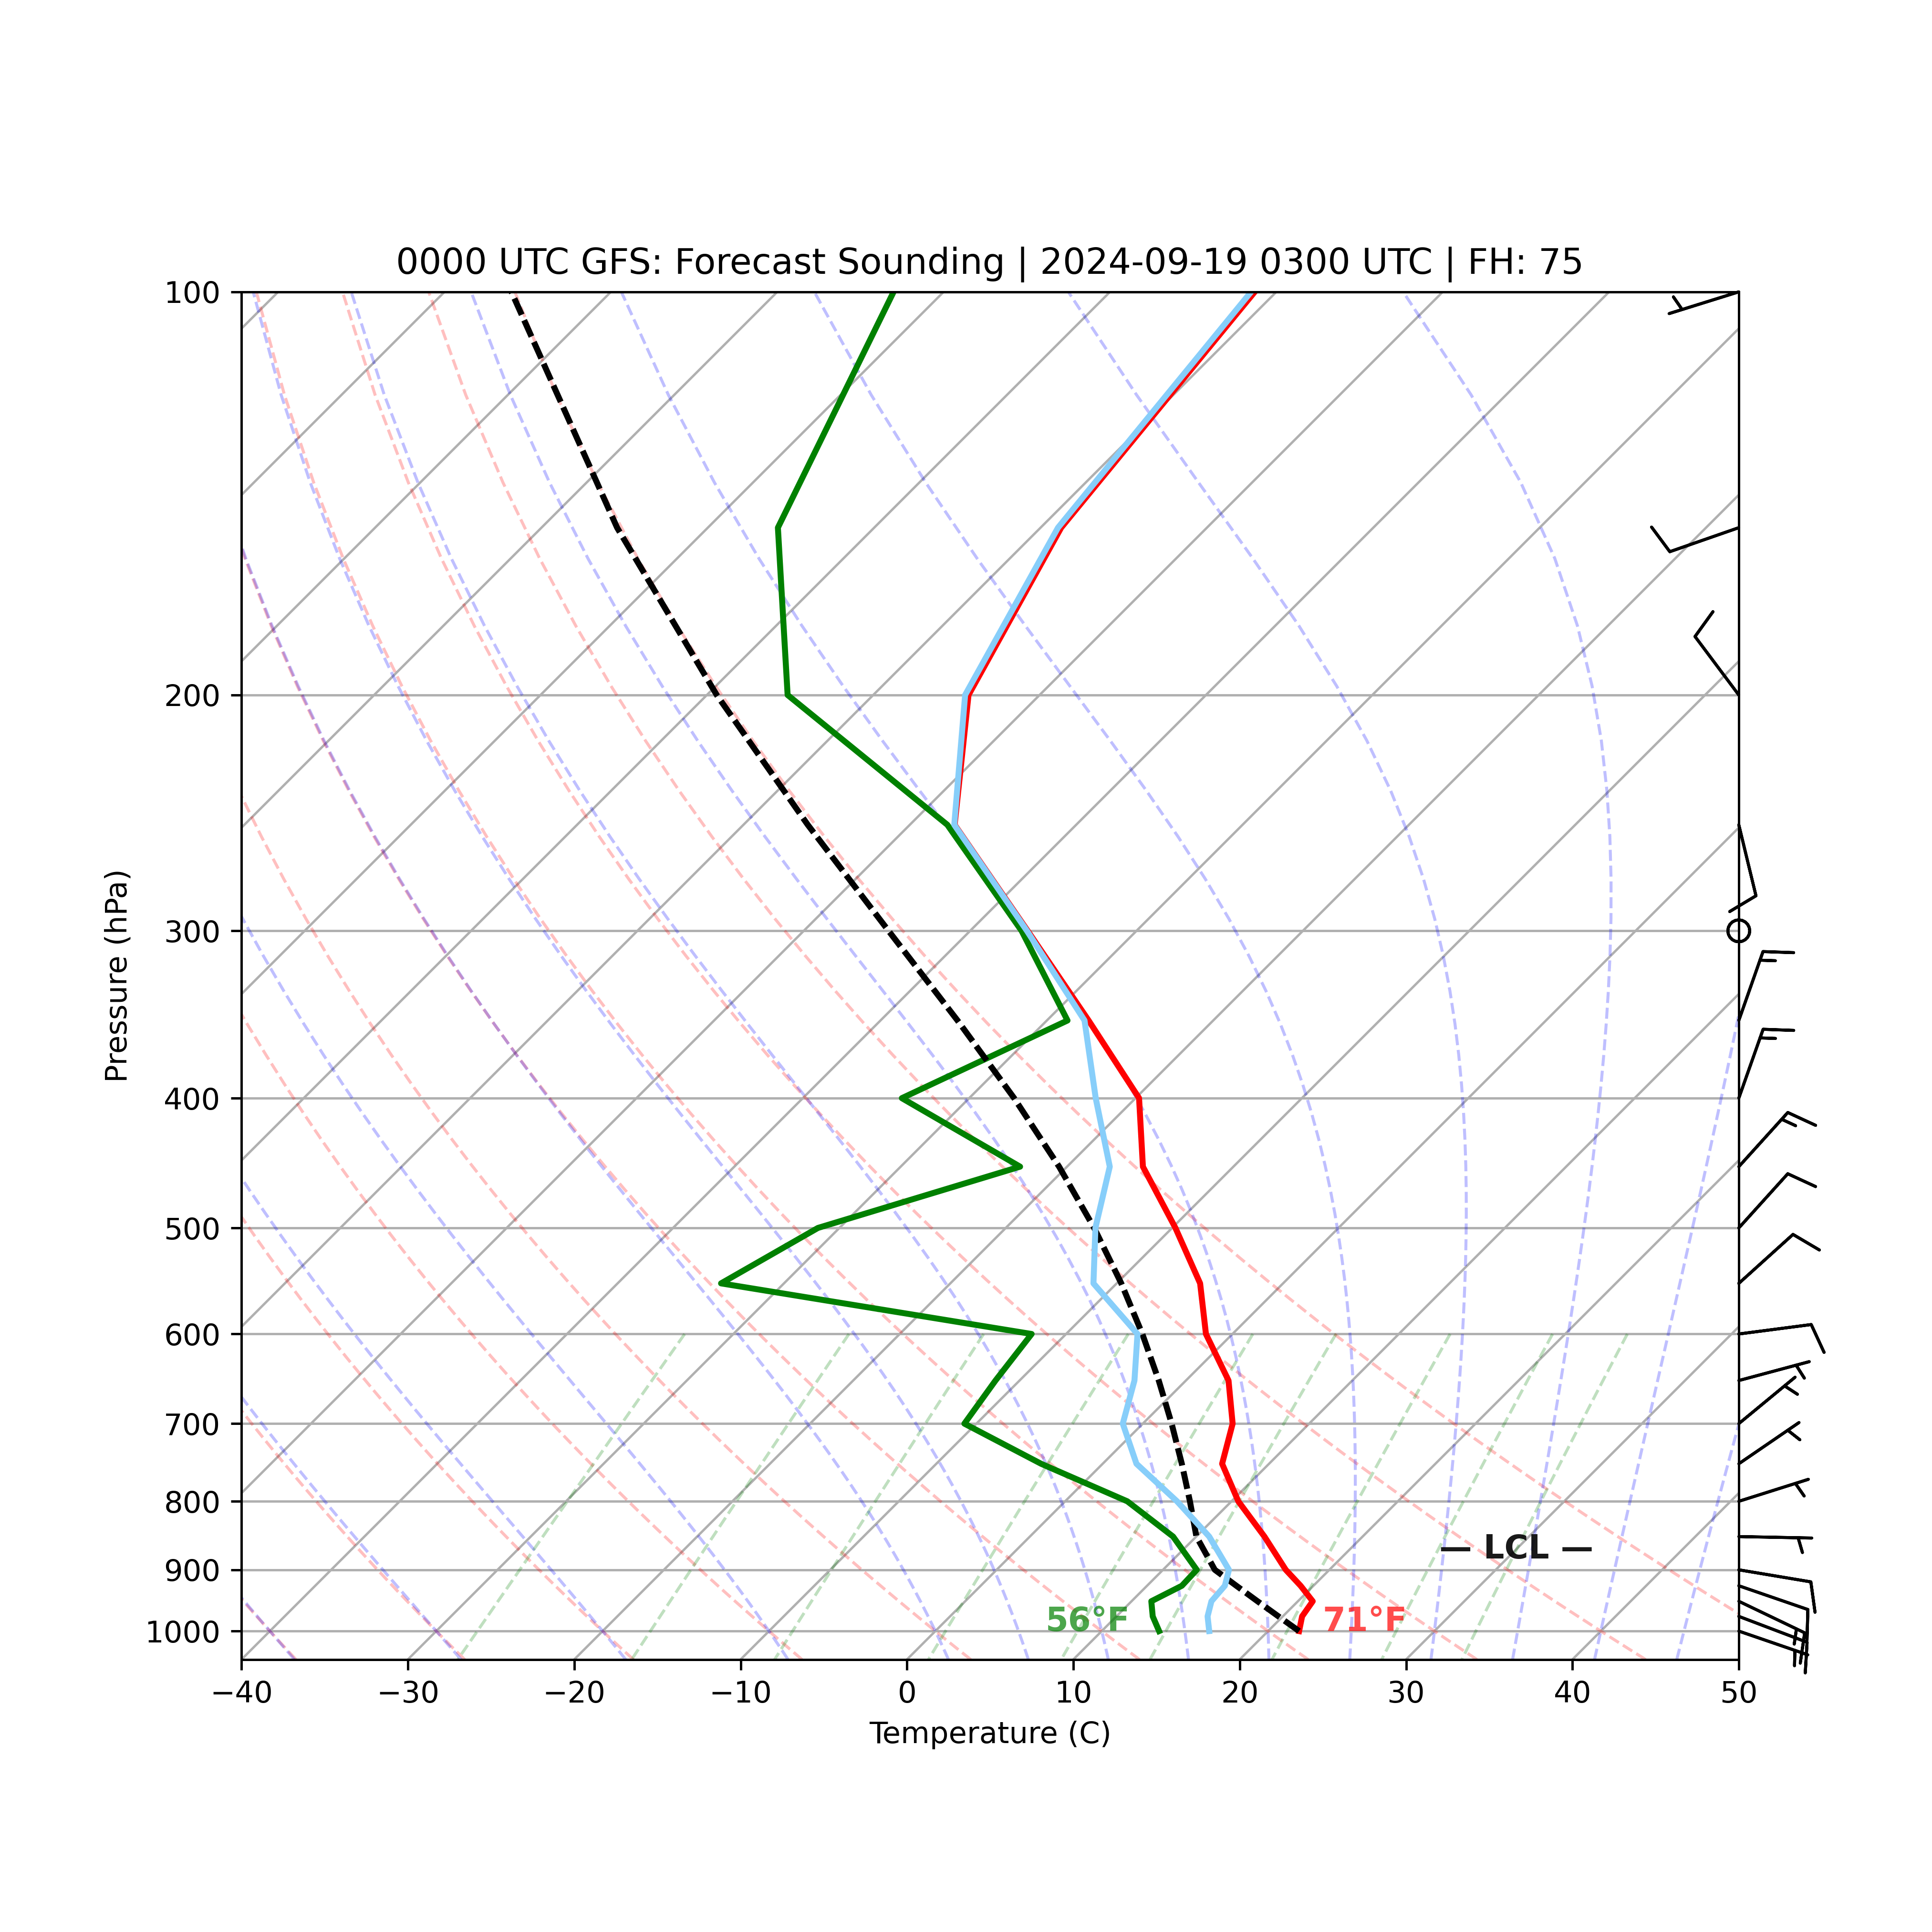 0000 UTC GFS: Forecast Sounding | 2024-09-19 0300 UTC | FH: 75
100
200
300
400
500
600
700
800
900
1000
Pressure (hPa)
— LCL —
56°F
71°F
−40 −30 −20 −10 0 10 20 30 40 50
Temperature (C)